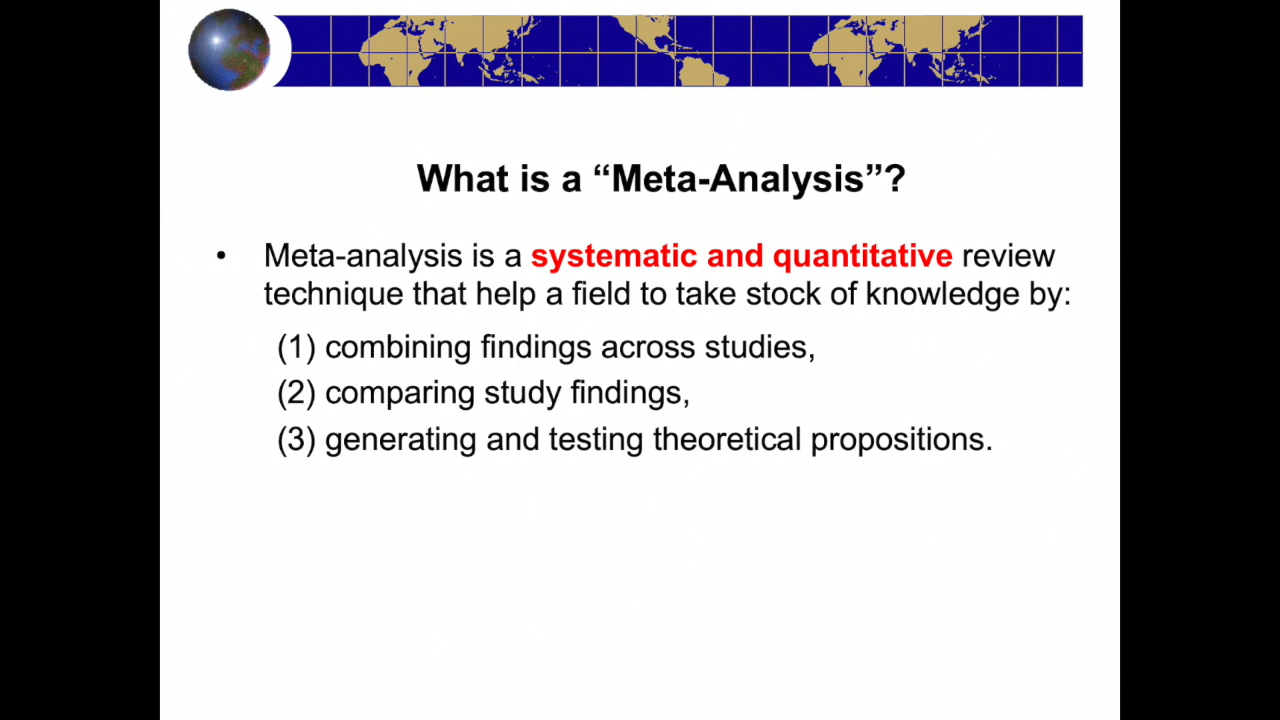 What is a “Meta-Analysis”?
• Meta-analysis is a systematic and quantitative review
technique that help a field to take stock of knowledge by:
(1) combining findings across studies,
(2) comparing study findings,
(3) generating and testing theoretical propositions.